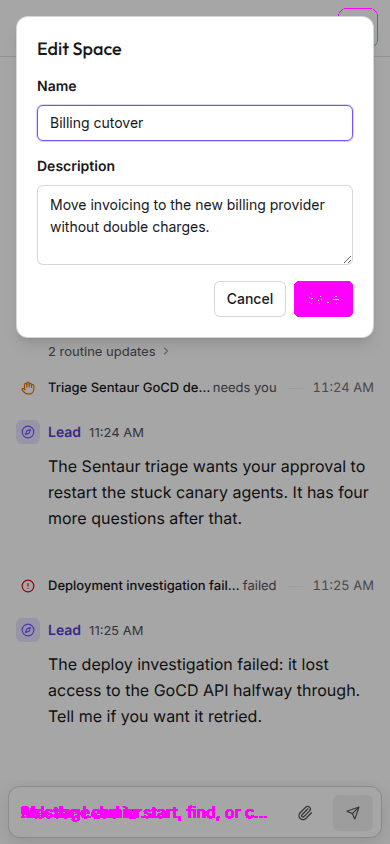 Edit Space
Name
Billing cutover
Description
Move invoicing to the new billing provider
without double charges.
Cancel
2 routine updates
Triage Sentaur GoCD de... needs you 11:24 AM
Lead 11:24 AM
The Sentaur triage wants your approval to
restart the stuck canary agents. It has four
more questions after that.
Deployment investigation fail... failed 11:25 AM
Lead 11:25 AM
The deploy investigation failed: it lost
access to the GoCD API halfway through.
Tell me if you want it retried.
start, find, or c...